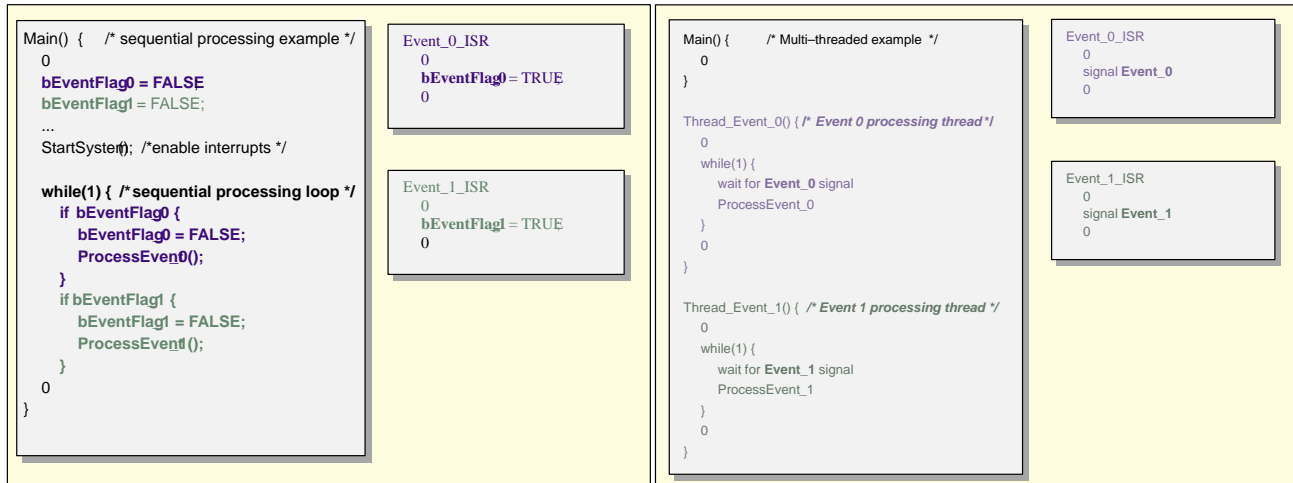 Main() { /* sequential processing example */
0
bEventFlag0 = FALSE;
bEventFlag1 = FALSE;
...
StartSystem(); /*enable interrupts */
while(1) { /* sequential processing loop */
if bEventFlag0 {
bEventFlag0 = FALSE;
ProcessEvent_0();
}
if bEventFlag1 {
bEventFlag1 = FALSE;
ProcessEvent_1();
}
0
}
Event_0_ISR
0
bEventFlag0 = TRUE;
0
Event_1_ISR
0
bEventFlag1 = TRUE;
0
Main() { /* Multi–threaded example */
0
}
Thread_Event_0() { /* Event 0 processing thread */
0
while(1) {
wait for Event_0 signal
ProcessEvent_0
}
0
}
Thread_Event_1() { /* Event 1 processing thread */
0
while(1) {
wait for Event_1 signal
ProcessEvent_1
}
0
}
Event_0_ISR
0
signal Event_0
0
Event_1_ISR
0
signal Event_1
0